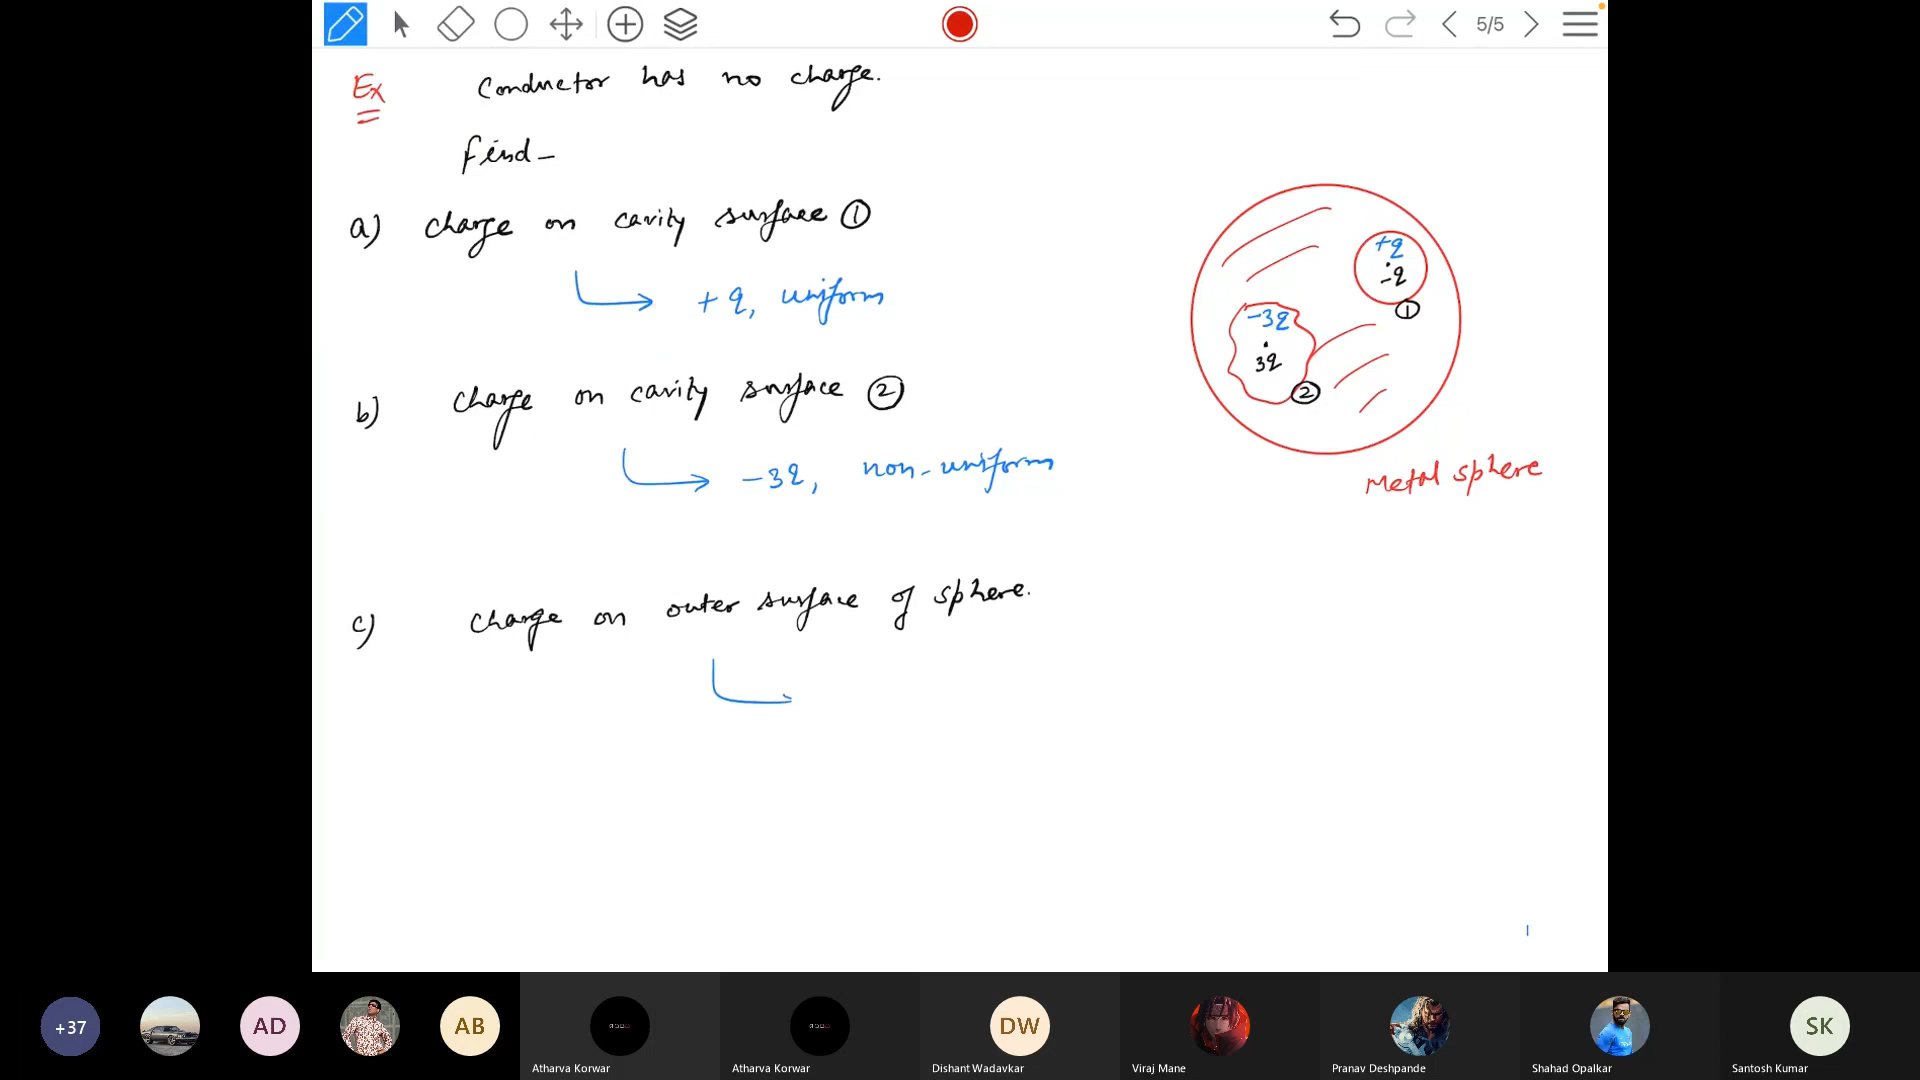 5/5
Ex Conductor has no charge.
find -
a) charge on cavity surface ①
+q, uniform
b) charge on cavity surface ②
-3q, non-uniform
c) charge on outer surface of sphere.
+q
-q
①
-3q
3q
②
Metal sphere
1
+37
AD
AB
DW
SK
Atharva Korwar
Atharva Korwar
Dishant Wadavkar
Viraj Mane
Pranav Deshpande
Shahad Opalkar
Santosh Kumar